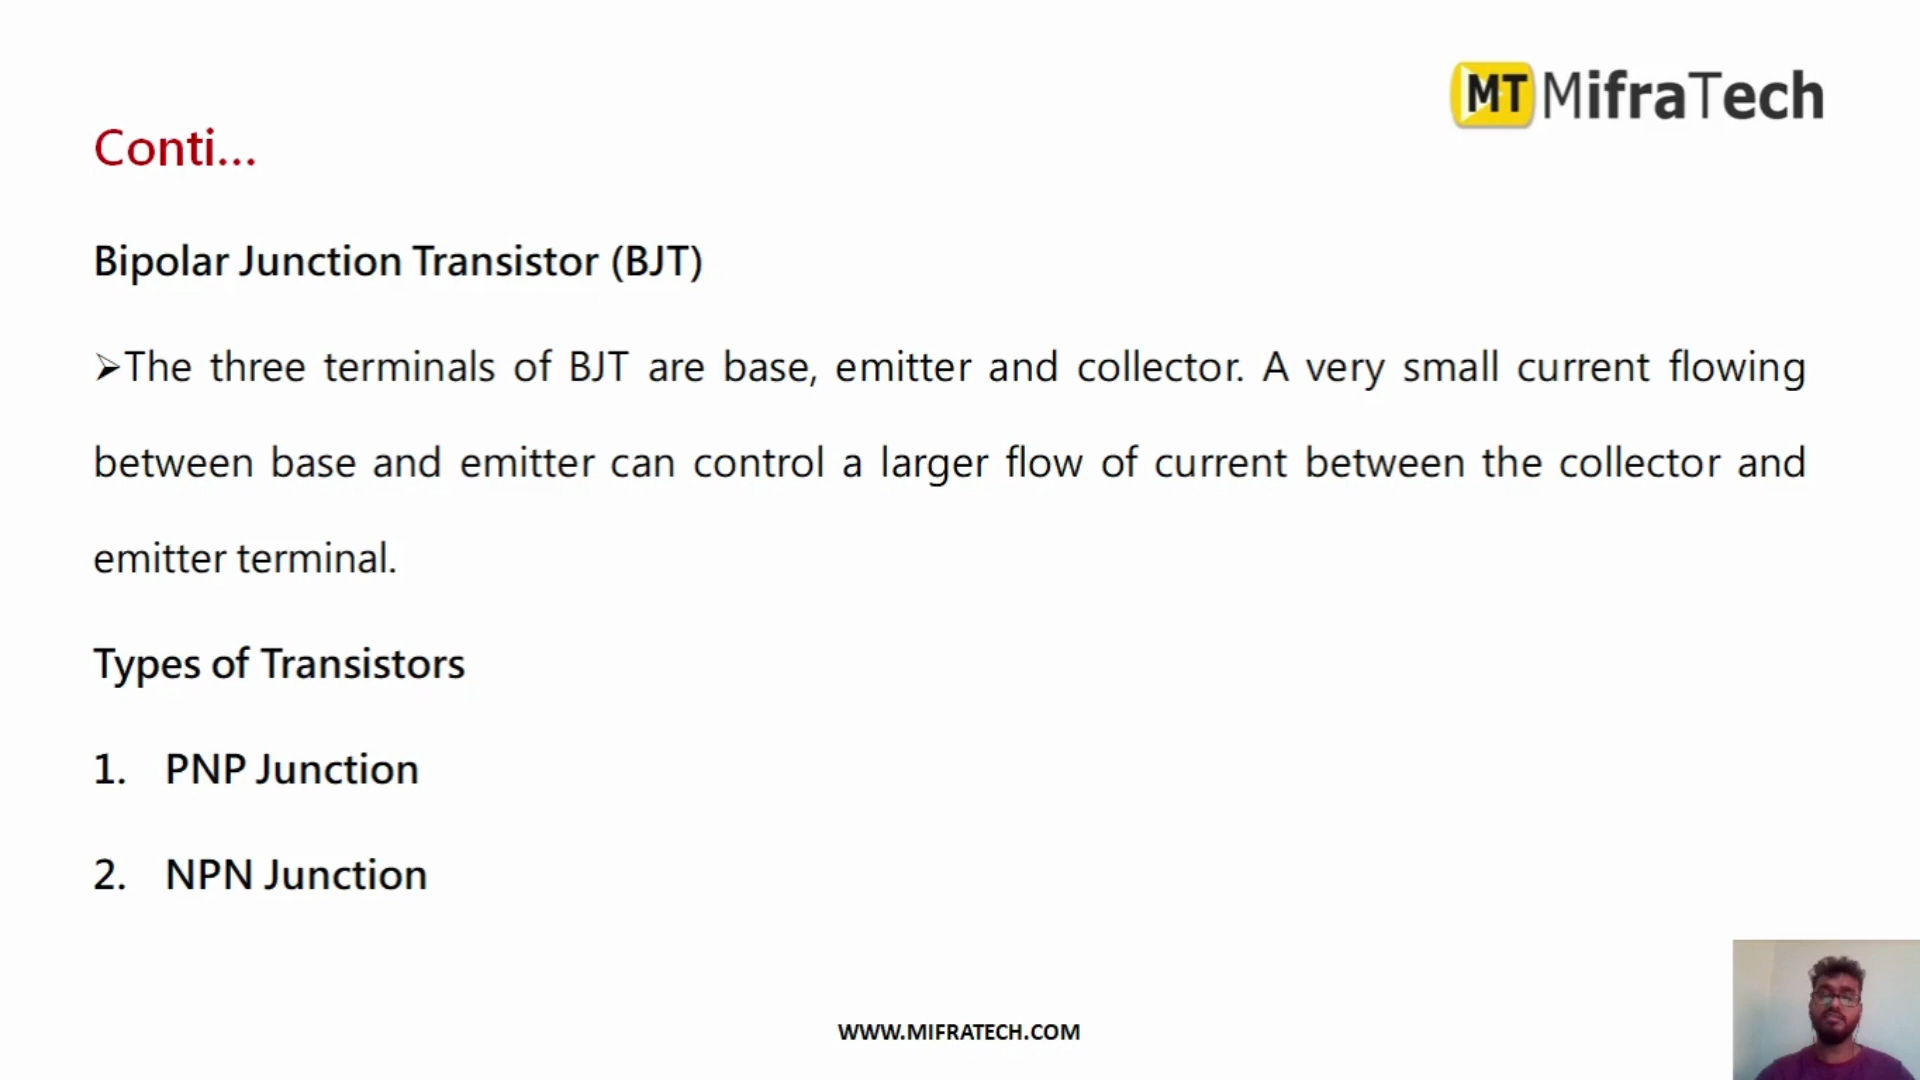 MT MifraTech
Conti...
Bipolar Junction Transistor (BJT)
➢The three terminals of BJT are base, emitter and collector. A very small current flowing
between base and emitter can control a larger flow of current between the collector and
emitter terminal.
Types of Transistors
1. PNP Junction
2. NPN Junction
WWW.MIFRATECH.COM